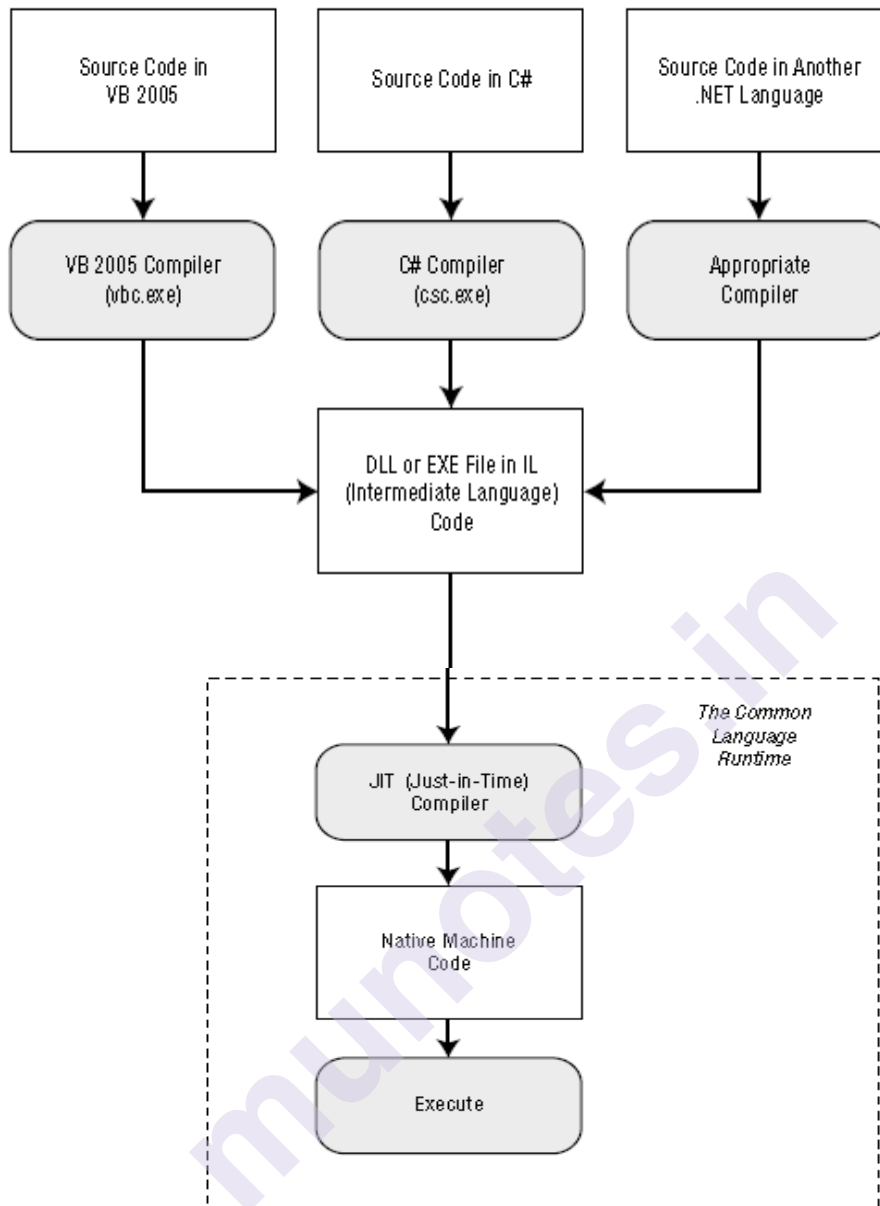 Source Code in
VB 2005
Source Code in C#
Source Code in Another
.NET Language
VB 2005 Compiler
(vbc.exe)
C# Compiler
(csc.exe)
Appropriate
Compiler
DLL or EXE File in IL
(Intermediate Language)
Code
The Common
Language
Runtime
JIT (Just-in-Time)
Compiler
Native Machine
Code
Execute
munotes.in